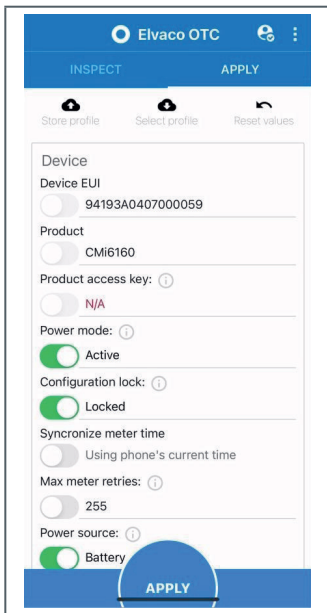 Elvaco OTC
INSPECT APPLY
Store profile Select profile Reset values
Device
Device EUI
94193A0407000059
Product
CMi6160
Product access key:
N/A
Power mode:
Active
Configuration lock:
Locked
Syncronize meter time
Using phone's current time
Max meter retries:
255
Power source:
Battery
APPLY